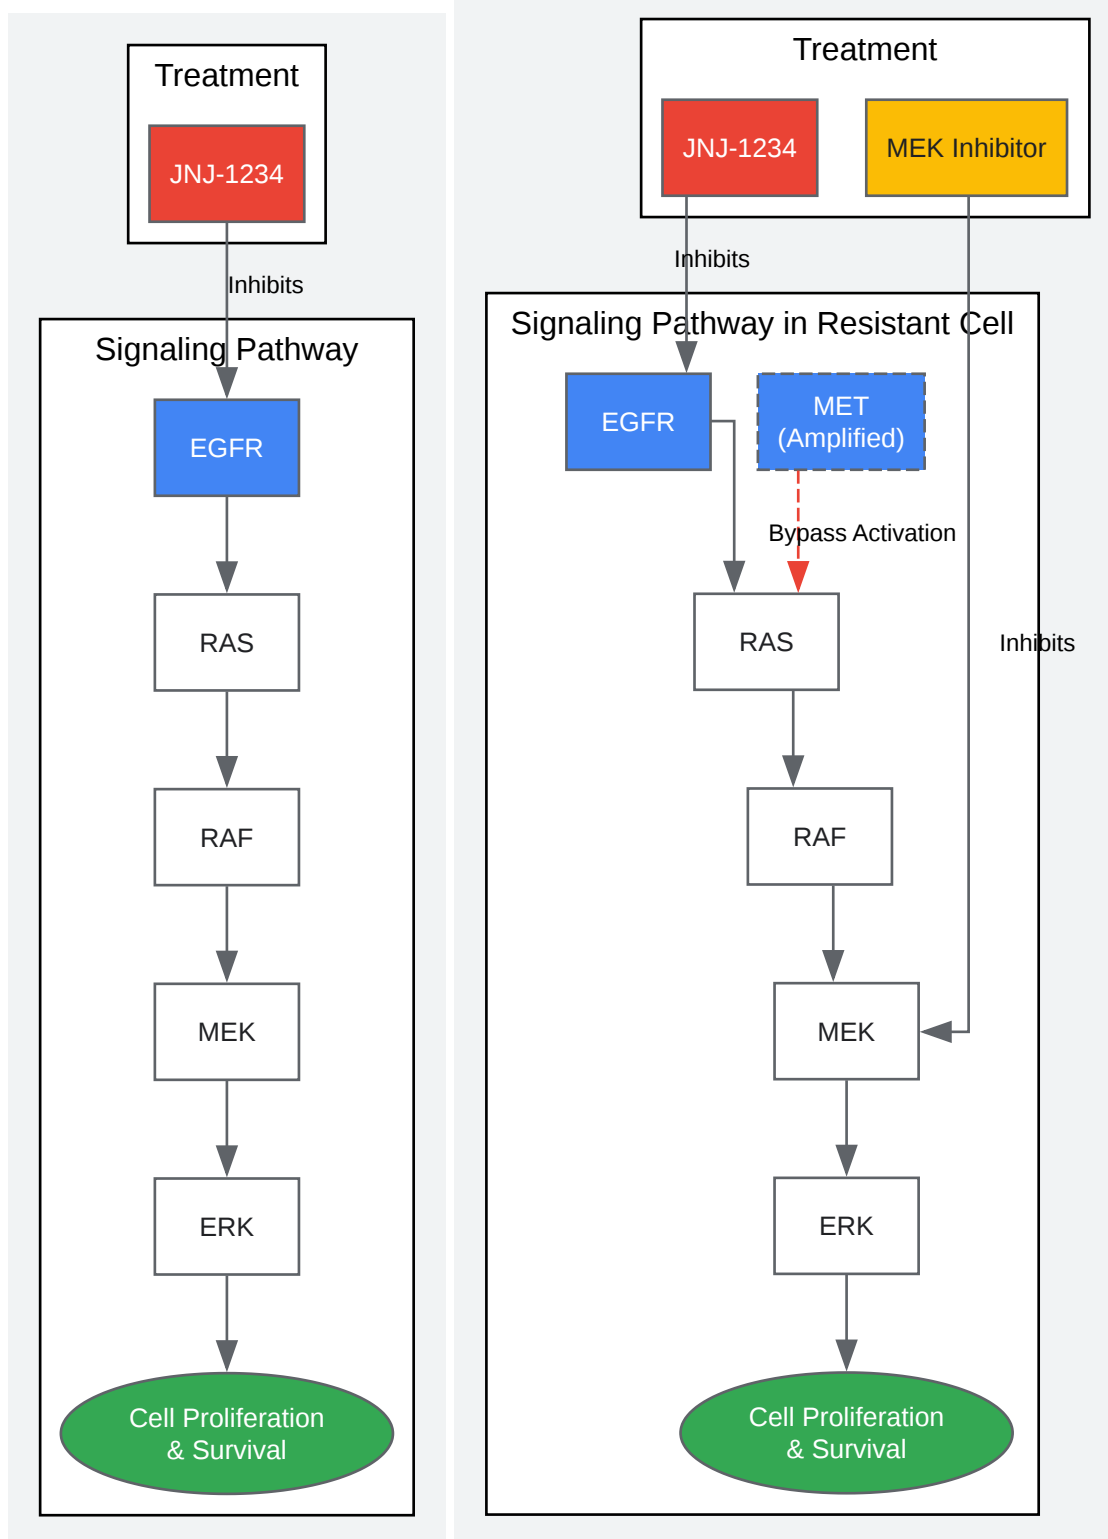 Treatment
JNJ-1234
Inhibits
Signaling Pathway
EGFR
RAS
RAF
MEK
ERK
Cell Proliferation
& Survival
Treatment
JNJ-1234
MEK Inhibitor
Inhibits
Signaling Pathway in Resistant Cell
EGFR
MET
(Amplified)
Bypass Activation
RAS
Inhibits
RAF
MEK
ERK
Cell Proliferation
& Survival